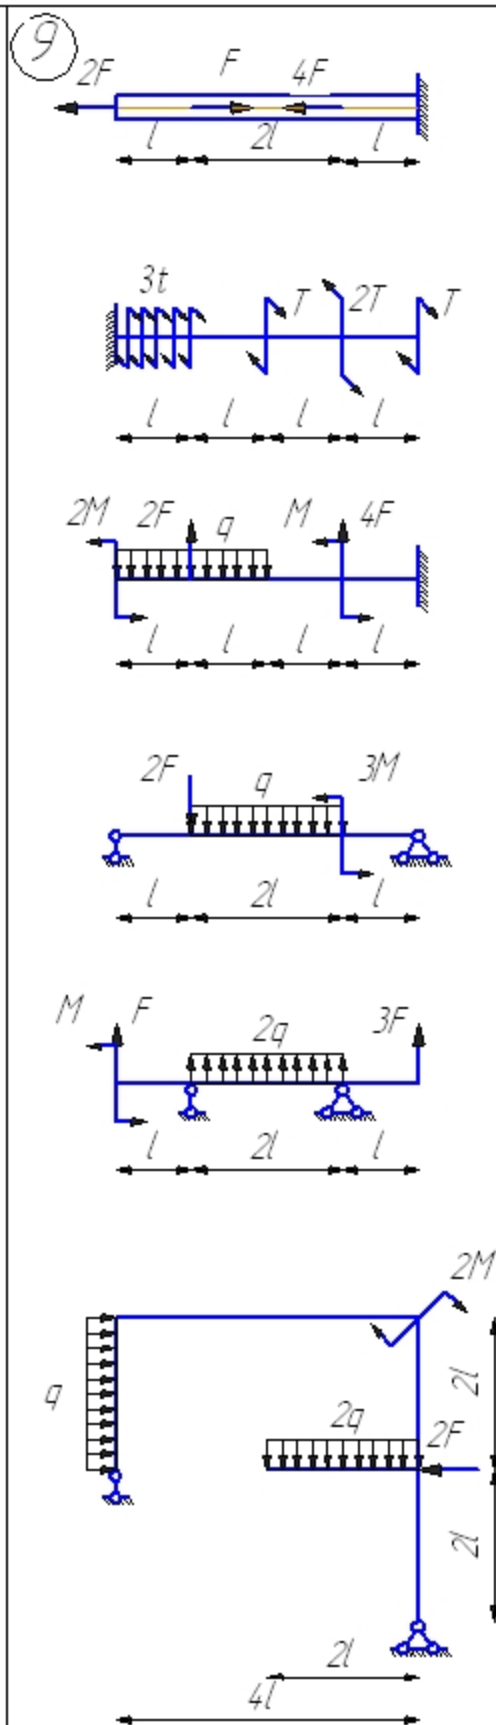 9
2F F 4F
l 2l l
3t T 2T T
l l l l
2M 2F q M 4F
l l l l
2F q 3M
l 2l l
M F 2q 3F
l 2l l
2M
q 2l
2q 2F
2l
2l
4l